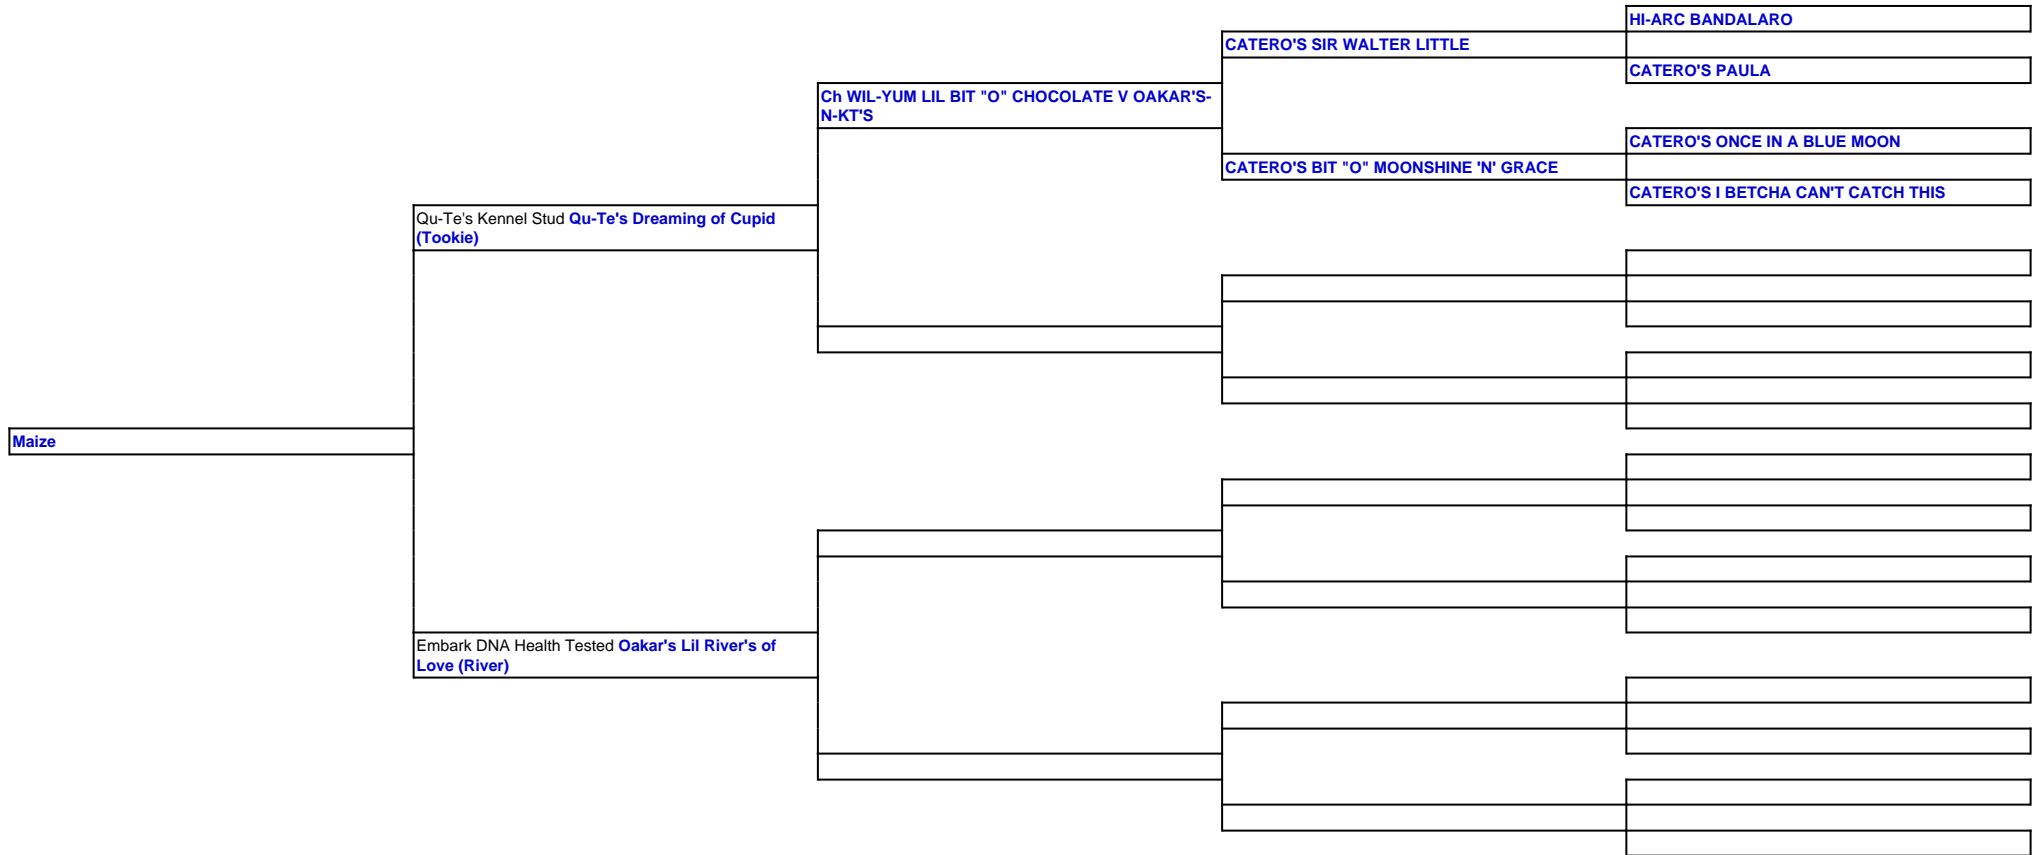 HI-ARC BANDALARO
CATERO'S SIR WALTER LITTLE
CATERO'S PAULA
Ch WIL-YUM LIL BIT "O" CHOCOLATE V OAKAR'S-
N-KT'S
CATERO'S ONCE IN A BLUE MOON
CATERO'S BIT "O" MOONSHINE 'N' GRACE
CATERO'S I BETCHA CAN'T CATCH THIS
Qu-Te's Kennel Stud Qu-Te's Dreaming of Cupid
(Tookie)
Maize
Embark DNA Health Tested Oakar's Lil River's of
Love (River)